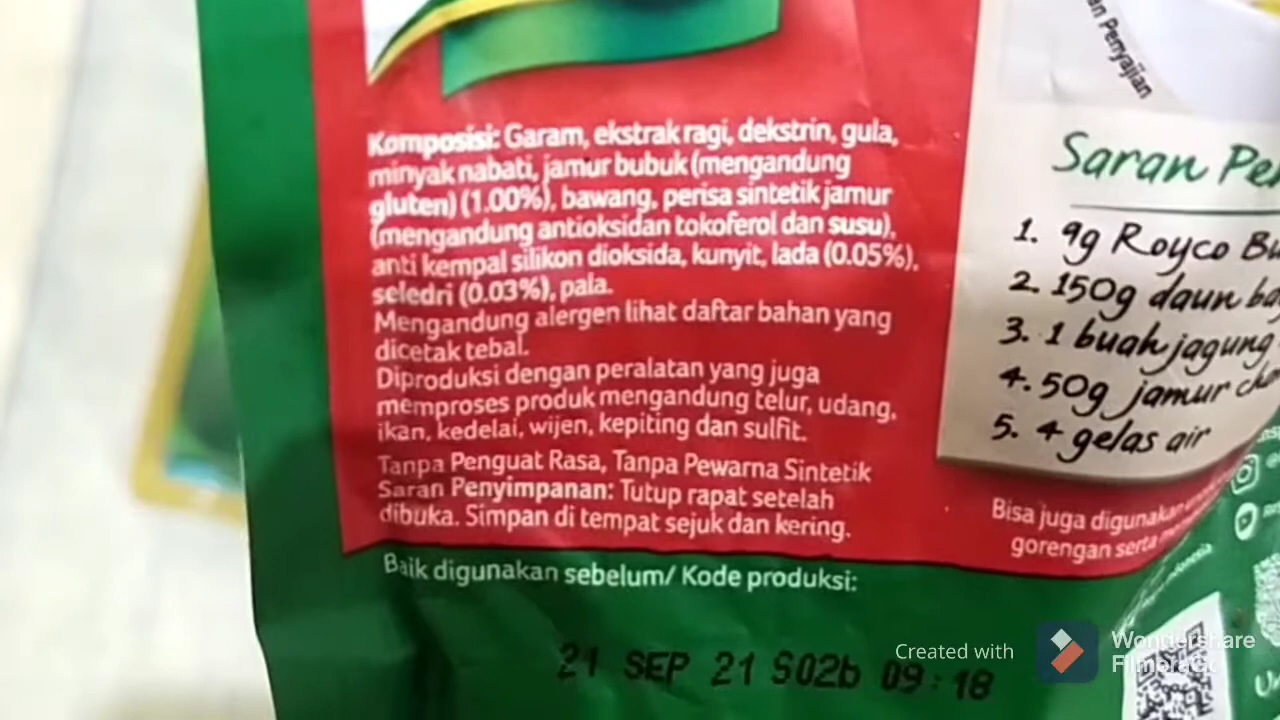 Komposisi: Garam, ekstrak ragi, dekstrin, gula,
minyak nabati, jamur bubuk (mengandung
gluten) (1.00%), bawang, perisa sintetik jamur
(mengandung antioksidan tokoferol dan susu),
anti kempal silikon dioksida, kunyit, lada (0.05%),
seledri (0.03%), pala.
Mengandung alergen lihat daftar bahan yang
dicetak tebal.
Diproduksi dengan peralatan yang juga
memproses produk mengandung telur, udang,
ikan, kedelai, wijen, kepiting dan sulfit.
Tanpa Penguat Rasa, Tanpa Pewarna Sintetik
Saran Penyimpanan: Tutup rapat setelah
dibuka. Simpan di tempat sejuk dan kering.
Baik digunakan sebelum/ Kode produksi:
21 SEP 21 S02b 09:18
Penyajian
Saran
1. 9g Royco
2. 150g daun
3. 1 buah jagung
4. 50g jamur
5. 4 gelas air
Bisa juga digunakan
gorengan serta
Created with
Wondershare
FilmoraGo